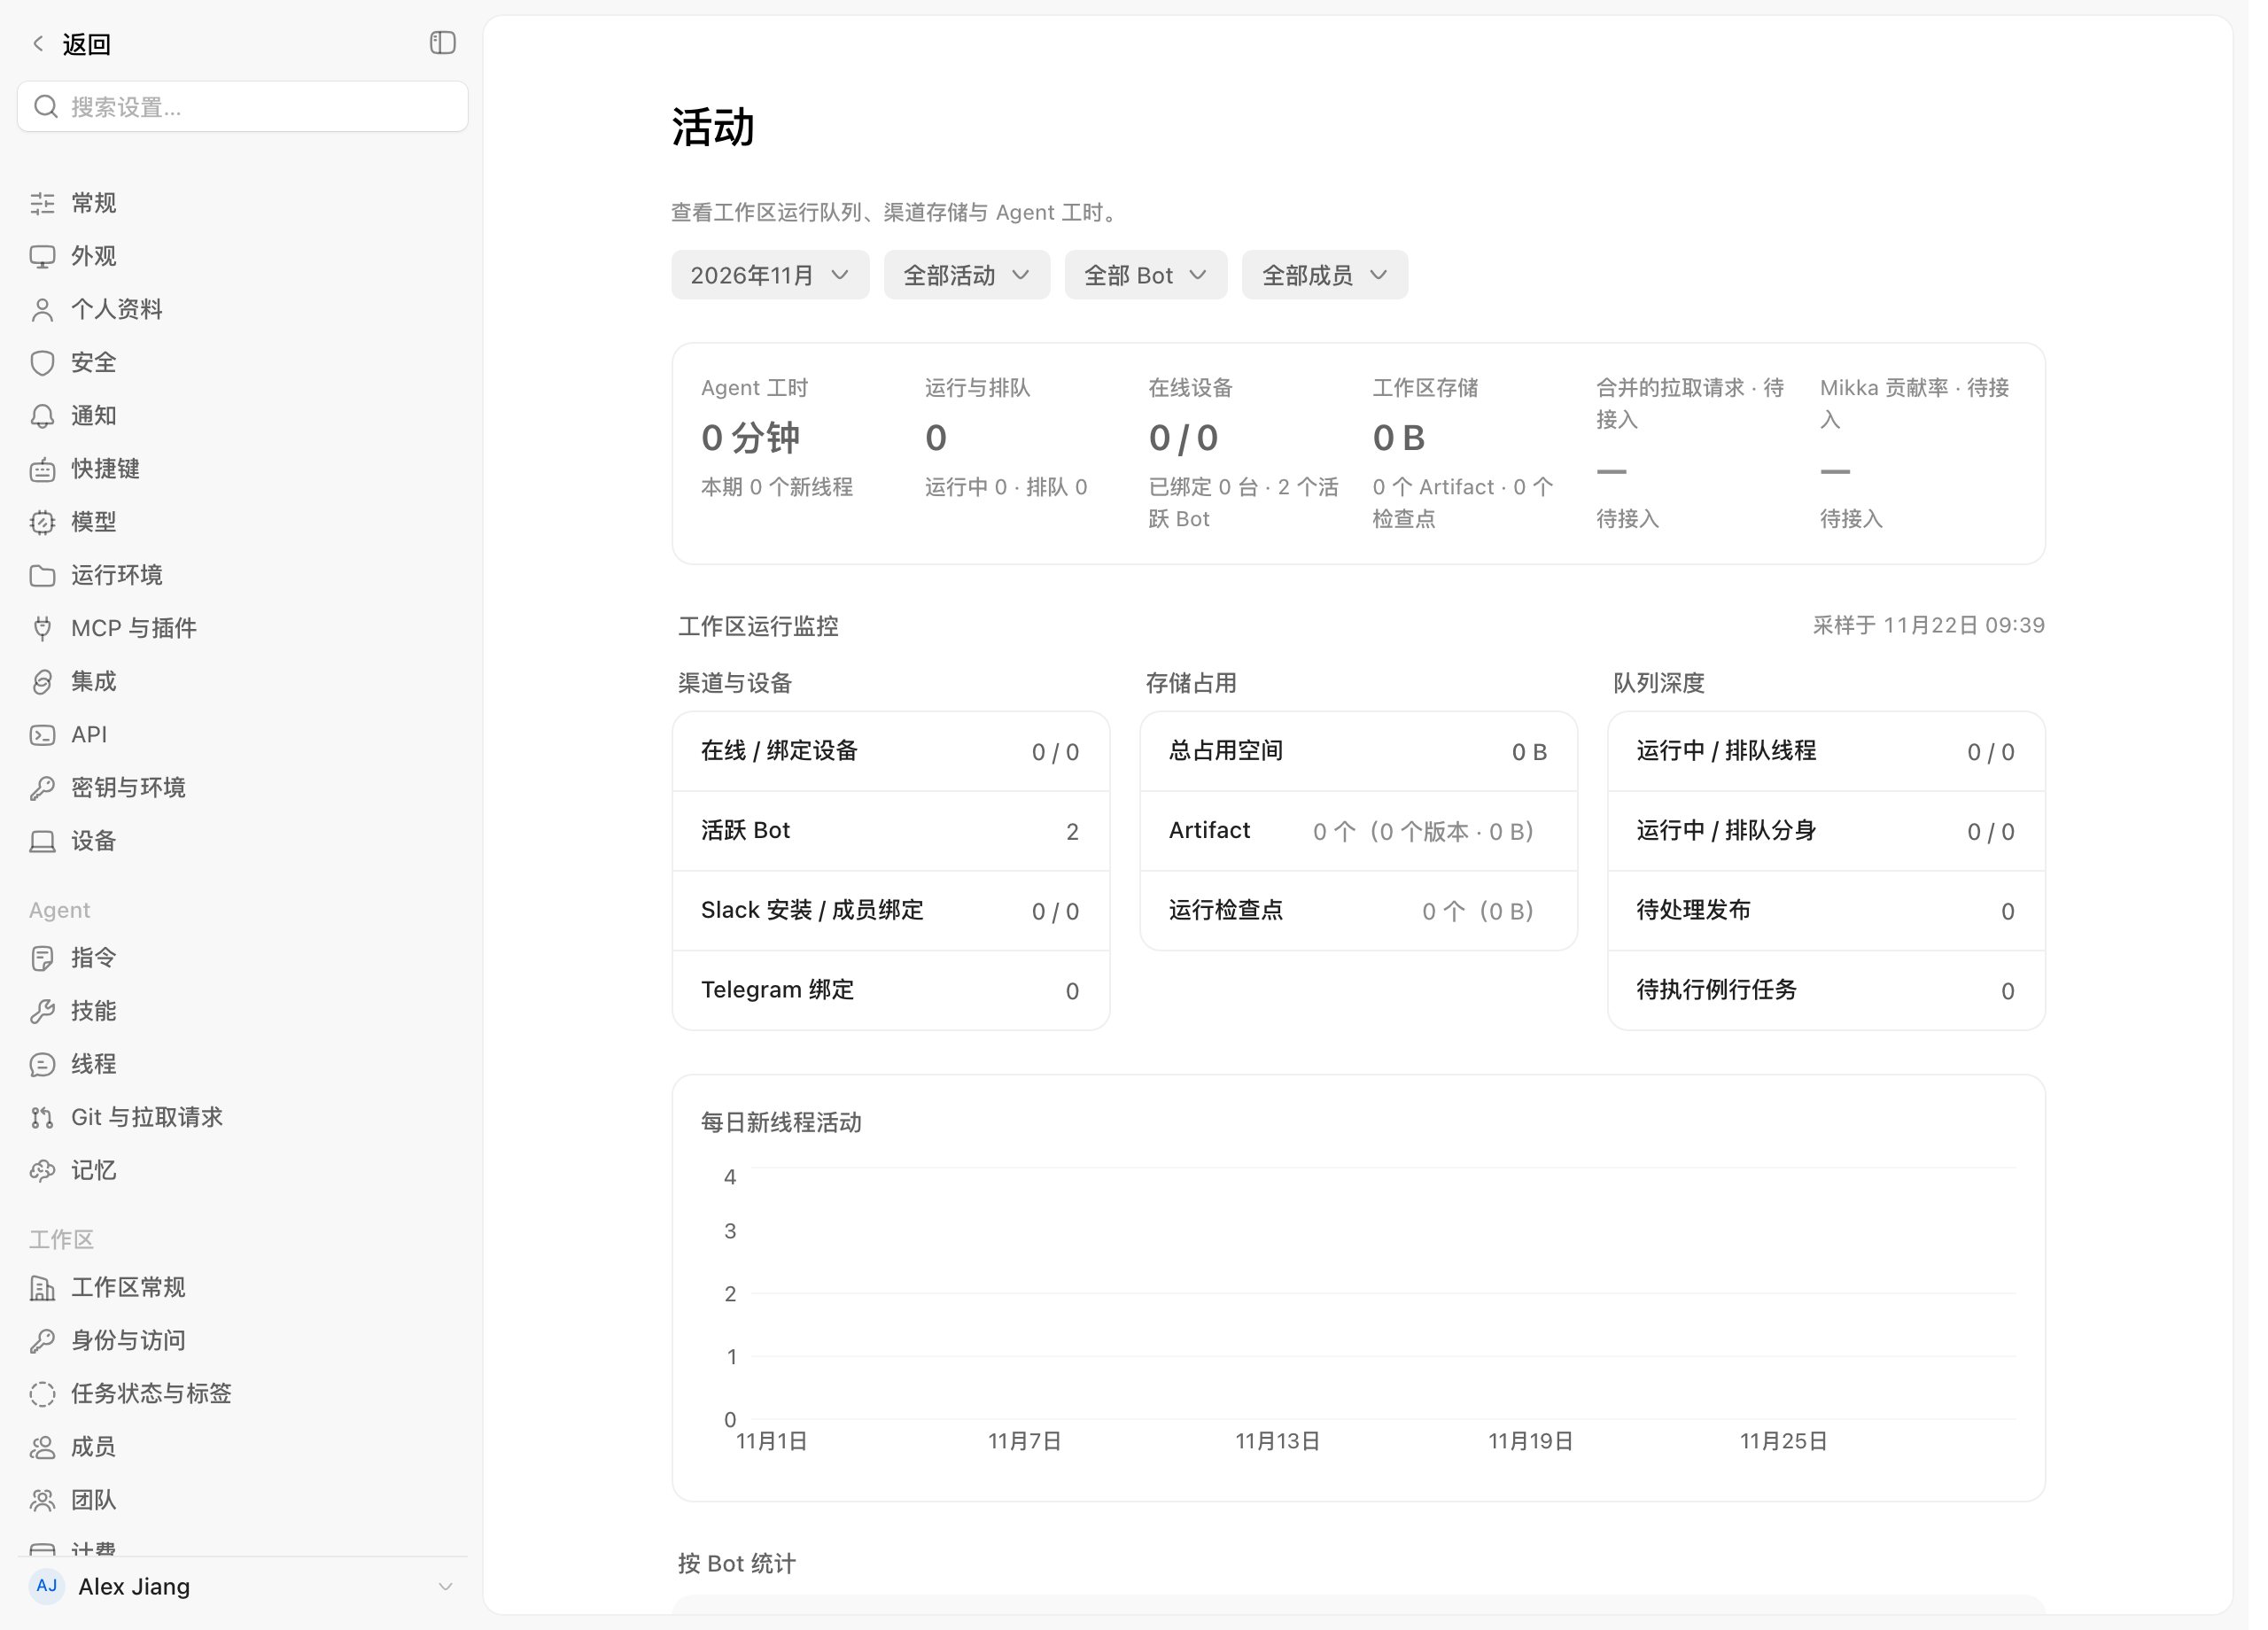 返回
搜索设置...
常规
外观
个人资料
安全
通知
快捷键
模型
运行环境
MCP 与插件
集成
API
密钥与环境
设备
Agent
指令
技能
线程
Git 与拉取请求
记忆
工作区
工作区常规
身份与访问
任务状态与标签
成员
团队
计费
AJ Alex Jiang
活动
查看工作区运行队列、渠道存储与 Agent 工时。
2026年11月 全部活动 全部 Bot 全部成员
Agent 工时
0 分钟
本期 0 个新线程
运行与排队
0
运行中 0 · 排队 0
在线设备
0 / 0
已绑定 0 台 · 2 个活
跃 Bot
工作区存储
0 B
0 个 Artifact · 0 个
检查点
合并的拉取请求 · 待
接入
—
待接入
Mikka 贡献率 · 待接
入
—
待接入
工作区运行监控
采样于 11月22日 09:39
渠道与设备
在线 / 绑定设备 0 / 0
活跃 Bot 2
Slack 安装 / 成员绑定 0 / 0
Telegram 绑定 0
存储占用
总占用空间 0 B
Artifact 0 个（0 个版本 · 0 B）
运行检查点 0 个（0 B）
队列深度
运行中 / 排队线程 0 / 0
运行中 / 排队分身 0 / 0
待处理发布 0
待执行例行任务 0
每日新线程活动
4
3
2
1
0
11月1日 11月7日 11月13日 11月19日 11月25日
按 Bot 统计